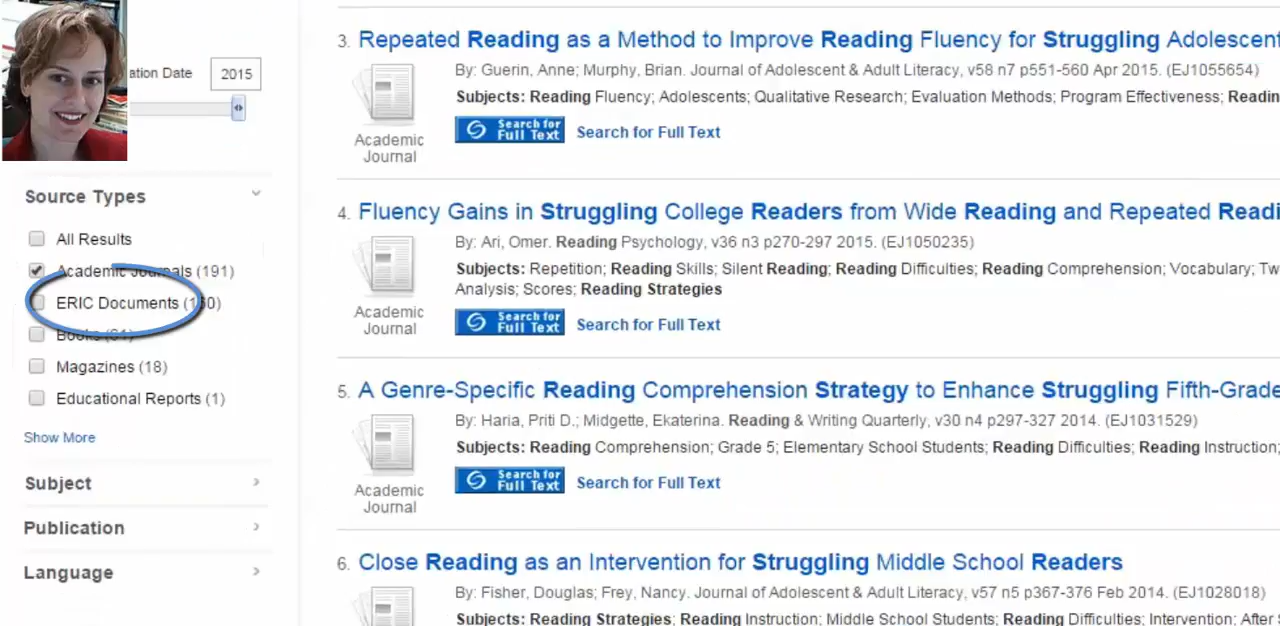 ation Date 2015
Source Types
All Results
Academic Journals (191)
ERIC Documents (160)
Books (61)
Magazines (18)
Educational Reports (1)
Show More
Subject
Publication
Language
3. Repeated Reading as a Method to Improve Reading Fluency for Struggling Adolescent
By: Guerin, Anne; Murphy, Brian. Journal of Adolescent & Adult Literacy, v58 n7 p551-560 Apr 2015. (EJ1055654)
Subjects: Reading Fluency; Adolescents; Qualitative Research; Evaluation Methods; Program Effectiveness; Readin
Search for Full Text Search for Full Text
Academic
Journal
4. Fluency Gains in Struggling College Readers from Wide Reading and Repeated Readi
By: Ari, Omer. Reading Psychology, v36 n3 p270-297 2015. (EJ1050235)
Subjects: Repetition; Reading Skills; Silent Reading; Reading Difficulties; Reading Comprehension; Vocabulary; Tw
Analysis; Scores; Reading Strategies
Search for Full Text Search for Full Text
Academic
Journal
5. A Genre-Specific Reading Comprehension Strategy to Enhance Struggling Fifth-Grade
By: Haria, Priti D.; Midgette, Ekaterina. Reading & Writing Quarterly, v30 n4 p297-327 2014. (EJ1031529)
Subjects: Reading Comprehension; Grade 5; Elementary School Students; Reading Difficulties; Reading Instruction;
Search for Full Text Search for Full Text
Academic
Journal
6. Close Reading as an Intervention for Struggling Middle School Readers
By: Fisher, Douglas; Frey, Nancy. Journal of Adolescent & Adult Literacy, v57 n5 p367-376 Feb 2014. (EJ1028018)
Subjects: Reading Strategies; Reading Instruction; Middle School Students; Reading Difficulties; Intervention; After